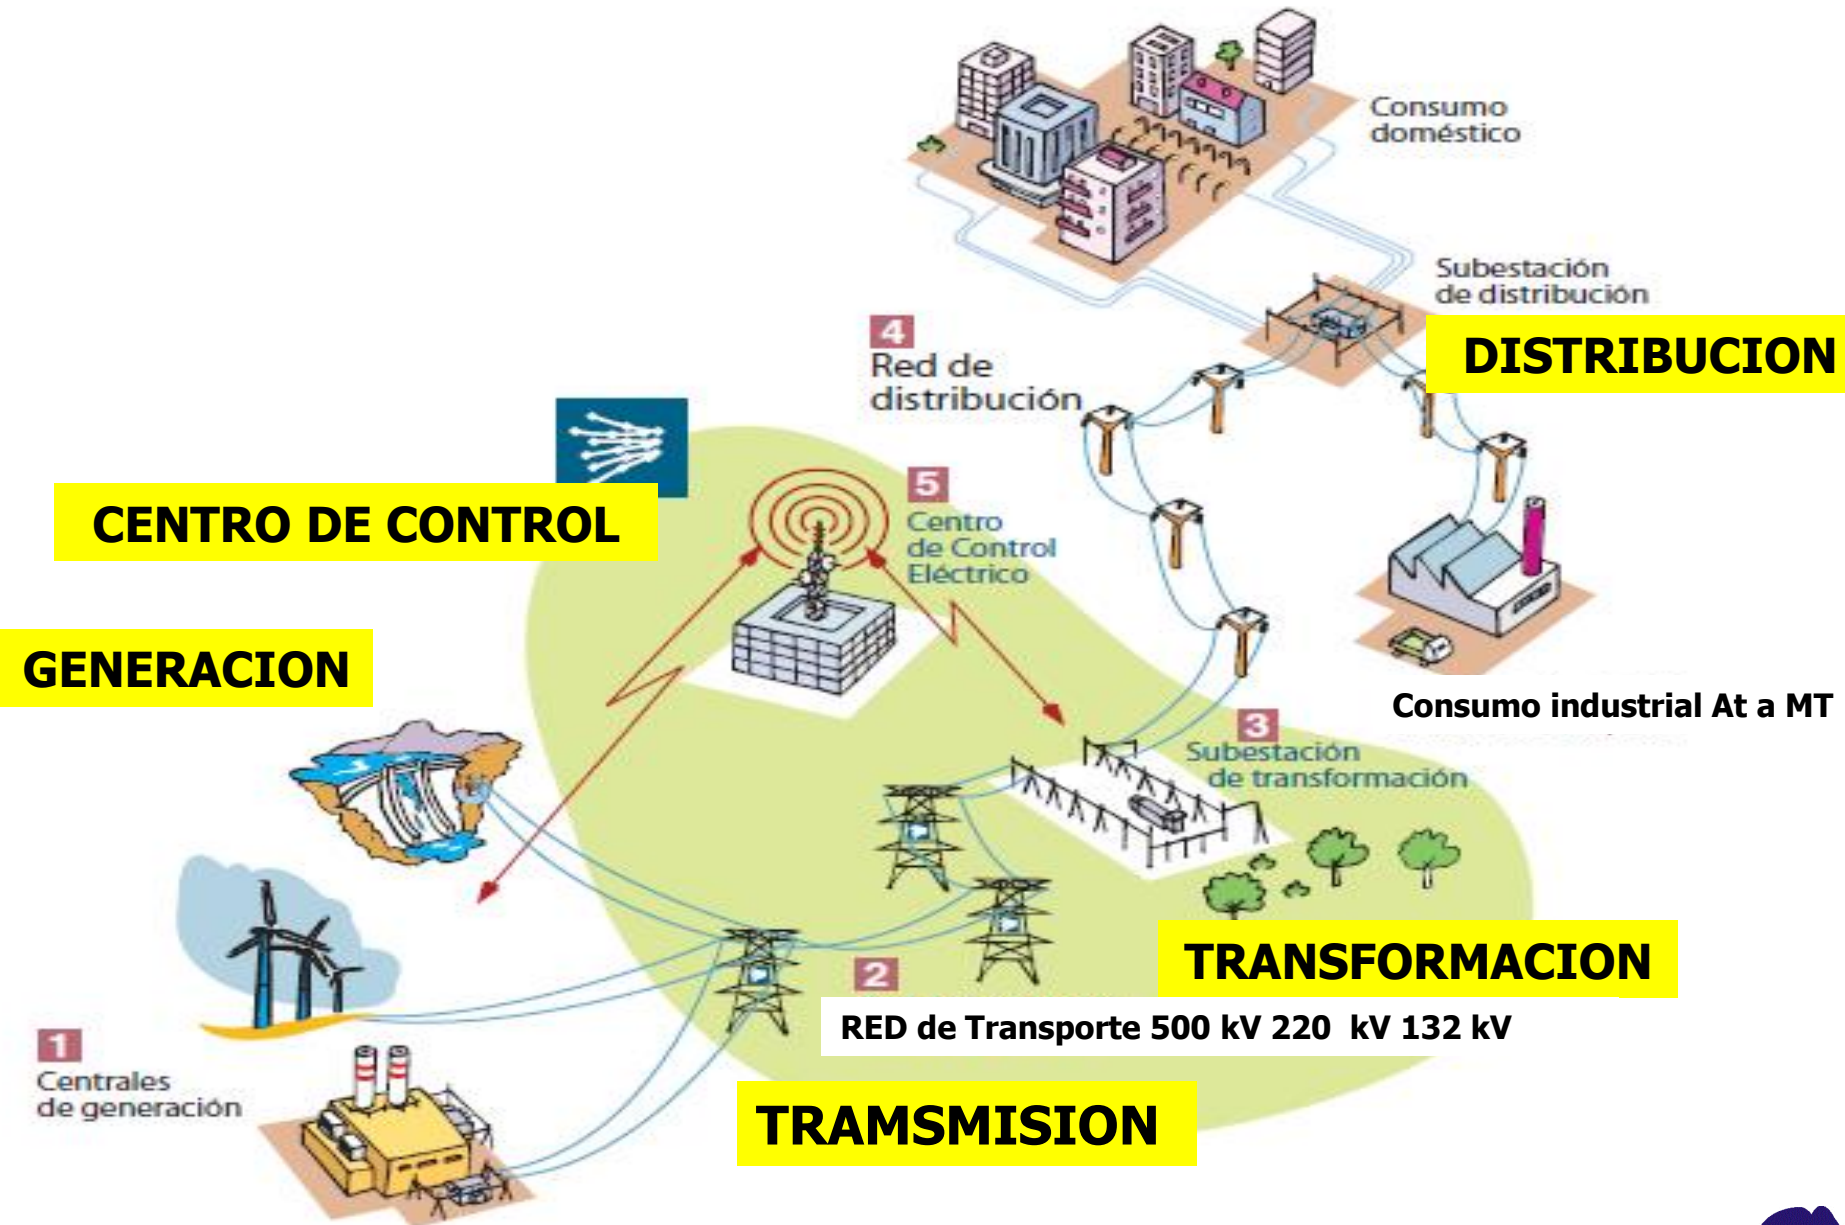 Consumo
doméstico
Subestación
de distribución
DISTRIBUCION
4
Red de
distribución
5
Centro
de Control
Eléctrico
CENTRO DE CONTROL
GENERACION
Consumo industrial At a MT
3
Subestación
de transformación
TRANSFORMACION
2
RED de Transporte 500 kV 220  kV 132 kV
1
Centrales
de generación
TRAMSMISION